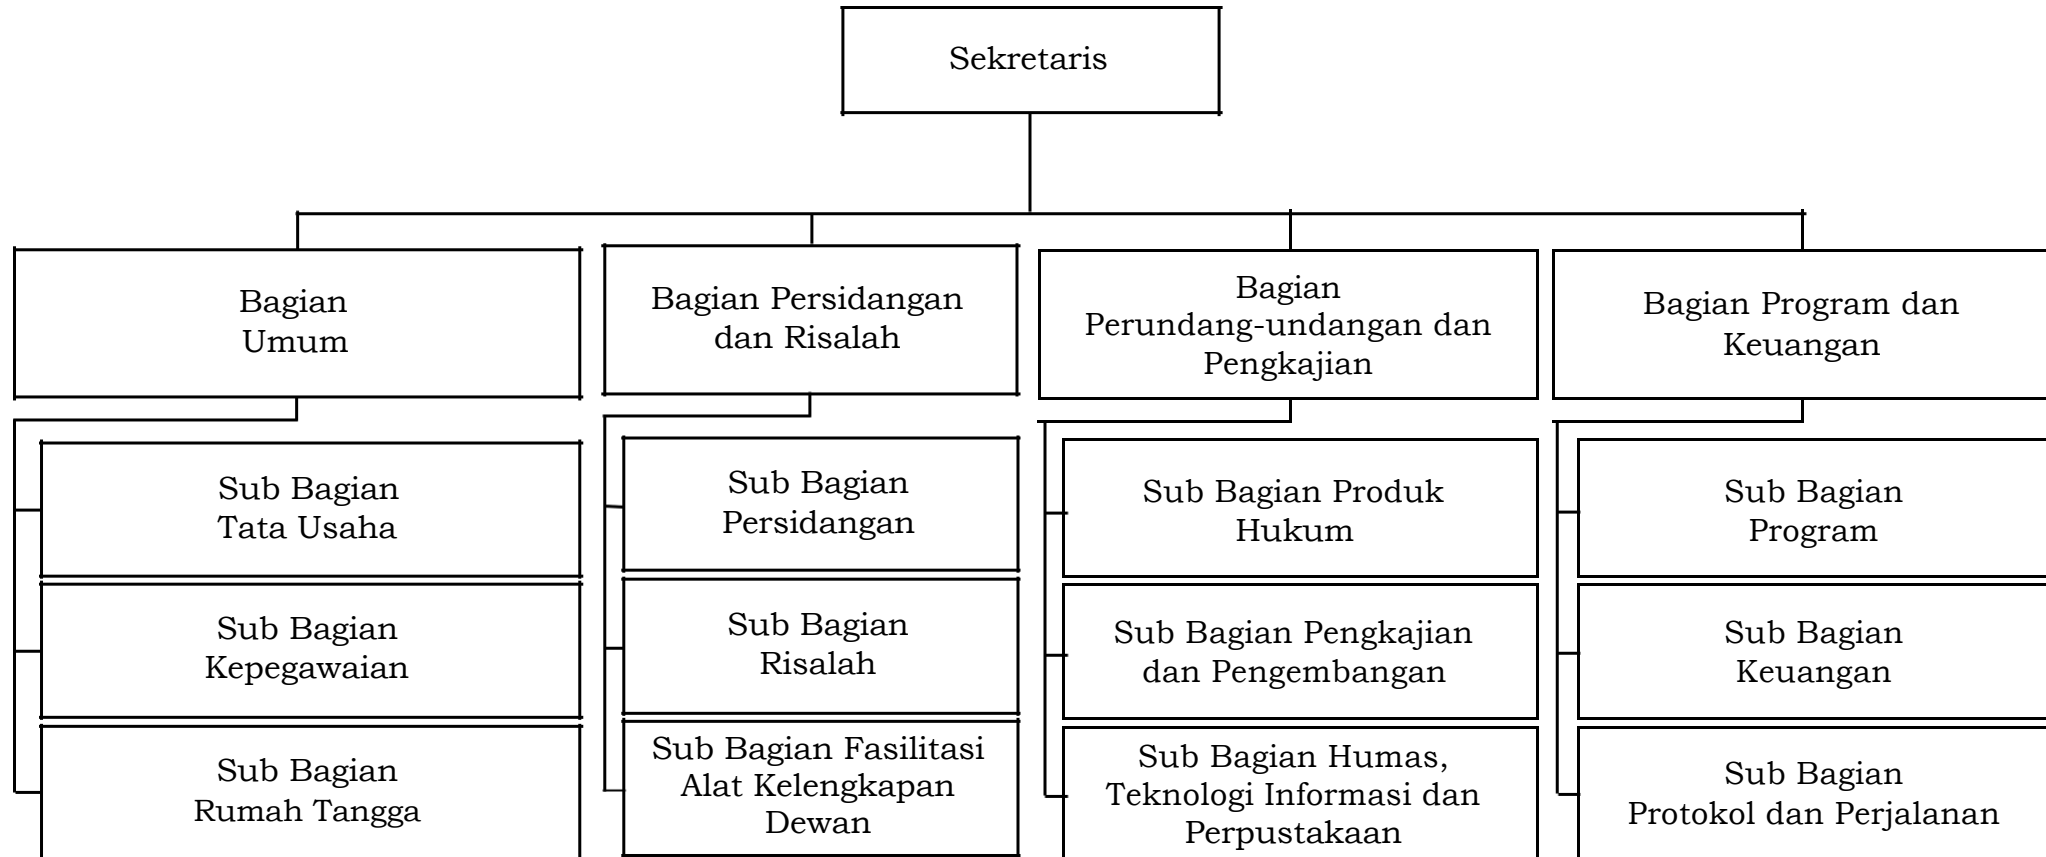 Sekretaris
Bagian
Umum
Bagian Persidangan
dan Risalah
Bagian
Perundang-undangan dan
Pengkajian
Bagian Program dan
Keuangan
Sub Bagian
Tata Usaha
Sub Bagian
Kepegawaian
Sub Bagian
Rumah Tangga
Sub Bagian
Persidangan
Sub Bagian
Risalah
Sub Bagian Fasilitasi
Alat Kelengkapan
Dewan
Sub Bagian Produk
Hukum
Sub Bagian Pengkajian
dan Pengembangan
Sub Bagian Humas,
Teknologi Informasi dan
Perpustakaan
Sub Bagian
Program
Sub Bagian
Keuangan
Sub Bagian
Protokol dan Perjalanan